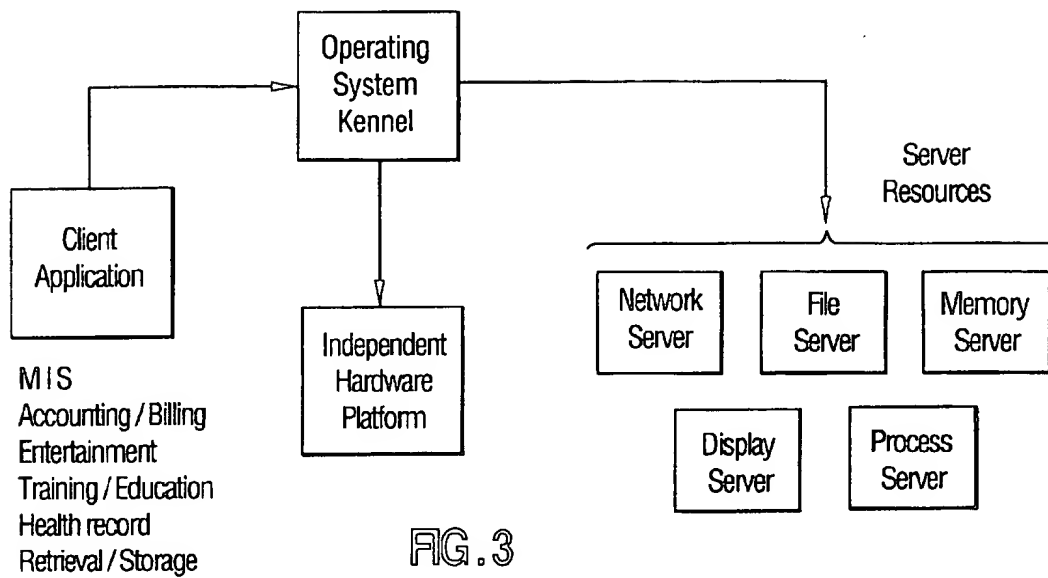 Operating
System
Kennel
Client
Application
Independent
Hardware
Platform
Server
Resources
Network
Server
File
Server
Memory
Server
Display
Server
Process
Server
MIS
Accounting / Billing
Entertainment
Training / Education
Health record
Retrieval / Storage
FIG. 3